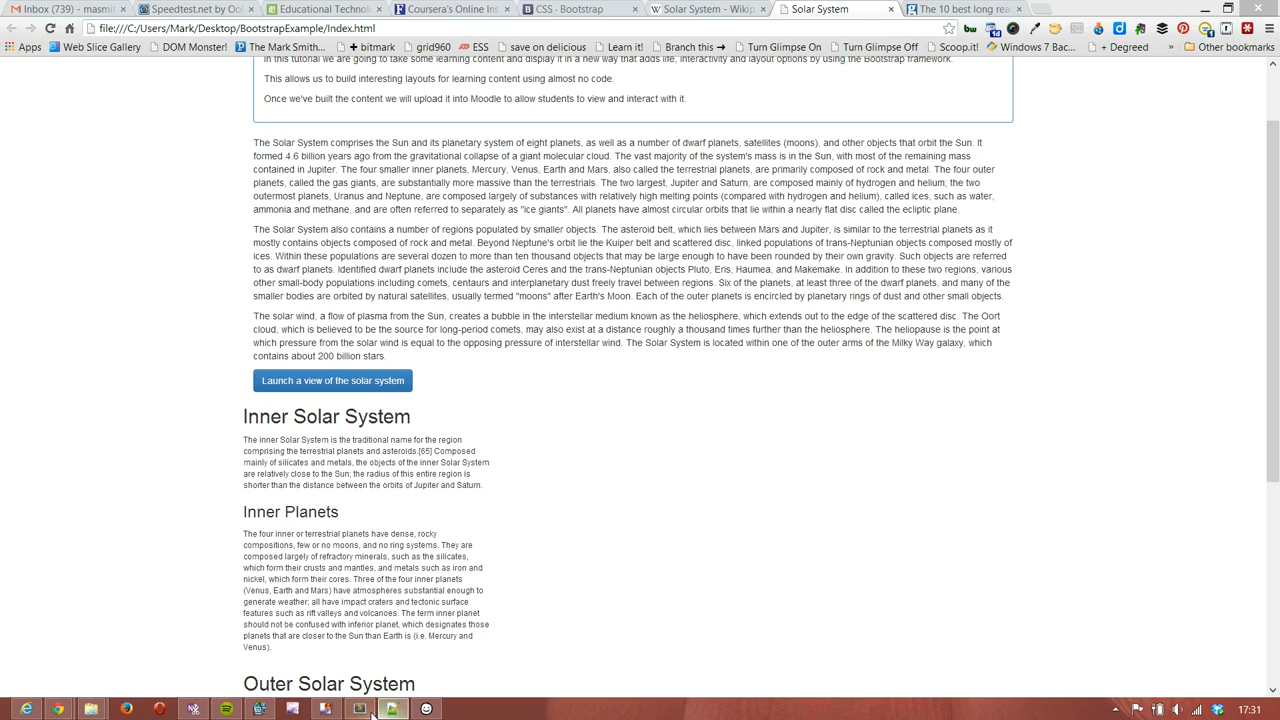 Inbox (739) - masmit
Speedtest.net by Ool
Educational Technolo
Coursera's Online Ins
CSS · Bootstrap
Solar System - Wikip
Solar System
The 10 best long rea
file:///C:/Users/Mark/Desktop/BootstrapExample/Index.html
Apps Web Slice Gallery DOM Monster! The Mark Smith... + bitmark grid960 ESS save on delicious Learn it! Branch this ➙ Turn Glimpse On Turn Glimpse Off Scoop.it! Windows 7 Bac... + Degreed » Other bookmarks
In this tutorial we are going to take some learning content and display it in a new way that adds life, interactivity and layout options by using the Bootstrap framework.
This allows us to build interesting layouts for learning content using almost no code.
Once we've built the content we will upload it into Moodle to allow students to view and interact with it.
The Solar System comprises the Sun and its planetary system of eight planets, as well as a number of dwarf planets, satellites (moons), and other objects that orbit the Sun. It
formed 4.6 billion years ago from the gravitational collapse of a giant molecular cloud. The vast majority of the system's mass is in the Sun, with most of the remaining mass
contained in Jupiter. The four smaller inner planets, Mercury, Venus, Earth and Mars, also called the terrestrial planets, are primarily composed of rock and metal. The four outer
planets, called the gas giants, are substantially more massive than the terrestrials. The two largest, Jupiter and Saturn, are composed mainly of hydrogen and helium; the two
outermost planets, Uranus and Neptune, are composed largely of substances with relatively high melting points (compared with hydrogen and helium), called ices, such as water,
ammonia and methane, and are often referred to separately as "ice giants". All planets have almost circular orbits that lie within a nearly flat disc called the ecliptic plane.
The Solar System also contains a number of regions populated by smaller objects. The asteroid belt, which lies between Mars and Jupiter, is similar to the terrestrial planets as it
mostly contains objects composed of rock and metal. Beyond Neptune's orbit lie the Kuiper belt and scattered disc, linked populations of trans-Neptunian objects composed mostly of
ices. Within these populations are several dozen to more than ten thousand objects that may be large enough to have been rounded by their own gravity. Such objects are referred
to as dwarf planets. Identified dwarf planets include the asteroid Ceres and the trans-Neptunian objects Pluto, Eris, Haumea, and Makemake. In addition to these two regions, various
other small-body populations including comets, centaurs and interplanetary dust freely travel between regions. Six of the planets, at least three of the dwarf planets, and many of the
smaller bodies are orbited by natural satellites, usually termed "moons" after Earth's Moon. Each of the outer planets is encircled by planetary rings of dust and other small objects.
The solar wind, a flow of plasma from the Sun, creates a bubble in the interstellar medium known as the heliosphere, which extends out to the edge of the scattered disc. The Oort
cloud, which is believed to be the source for long-period comets, may also exist at a distance roughly a thousand times further than the heliosphere. The heliopause is the point at
which pressure from the solar wind is equal to the opposing pressure of interstellar wind. The Solar System is located within one of the outer arms of the Milky Way galaxy, which
contains about 200 billion stars.
Launch a view of the solar system
Inner Solar System
The inner Solar System is the traditional name for the region
comprising the terrestrial planets and asteroids.[65] Composed
mainly of silicates and metals, the objects of the inner Solar System
are relatively close to the Sun; the radius of this entire region is
shorter than the distance between the orbits of Jupiter and Saturn.
Inner Planets
The four inner or terrestrial planets have dense, rocky
compositions, few or no moons, and no ring systems. They are
composed largely of refractory minerals, such as the silicates,
which form their crusts and mantles, and metals such as iron and
nickel, which form their cores. Three of the four inner planets
(Venus, Earth and Mars) have atmospheres substantial enough to
generate weather; all have impact craters and tectonic surface
features such as rift valleys and volcanoes. The term inner planet
should not be confused with inferior planet, which designates those
planets that are closer to the Sun than Earth is (i.e. Mercury and
Venus).
Outer Solar System
17:31